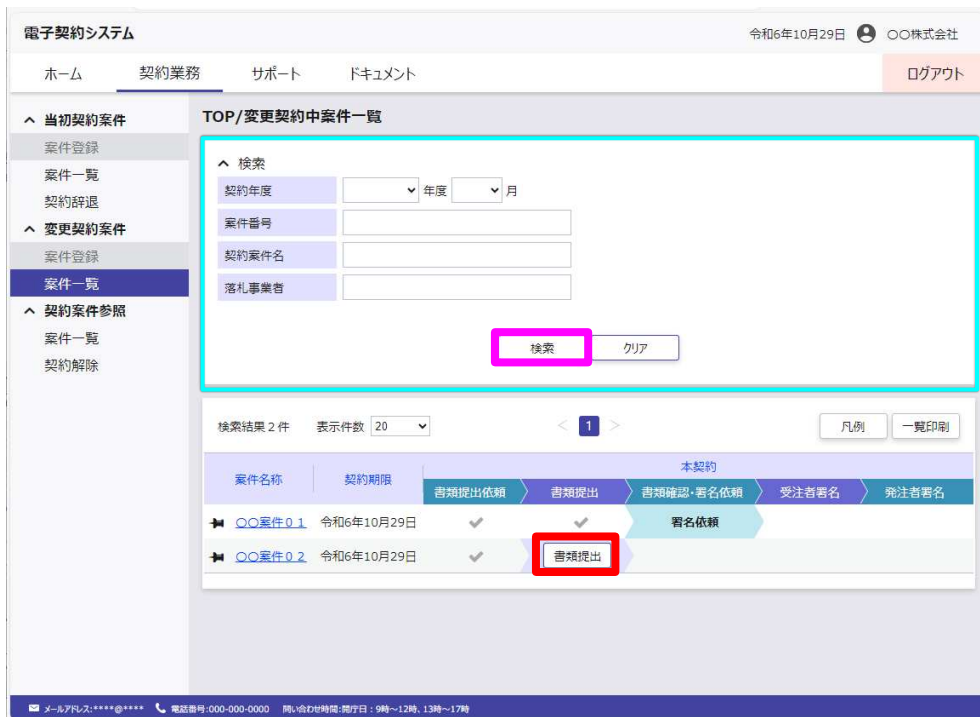 電子契約システム 令和6年10月29日 〇〇株式会社
ホーム 契約業務 サポート ドキュメント ログアウト
当初契約案件
案件登録
案件一覧
契約辞退
変更契約案件
案件登録
案件一覧
契約案件参照
案件一覧
契約解除
TOP/変更契約中案件一覧
検索
契約年度 年度 月
案件番号
契約案件名
落札事業者
検索 クリア
検索結果2件 表示件数 20 < 1 > 凡例 一覧印刷
案件名称 契約期限 本契約
書類提出依頼 書類提出 書類確認・署名依頼 受注者署名 発注者署名
〇〇案件01 令和6年10月29日 署名依頼
〇〇案件02 令和6年10月29日 書類提出
メールアドレス:****@**** 電話番号:000-000-0000 問い合わせ時間:開庁日:9時~12時、13時~17時